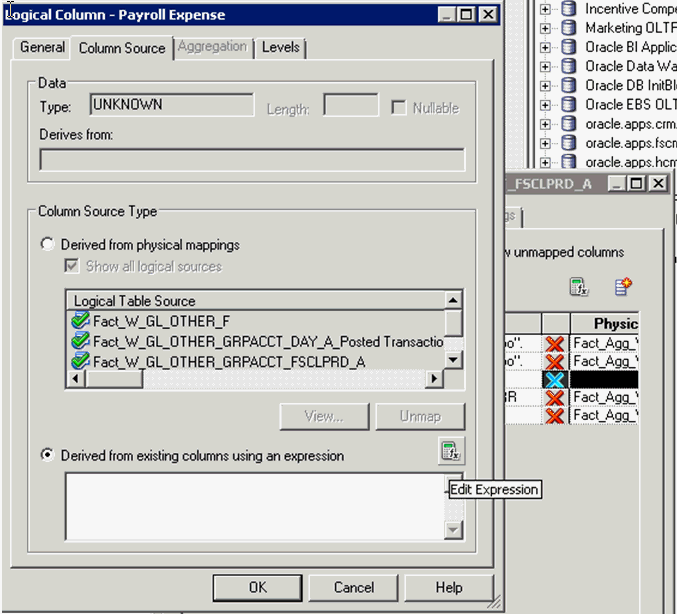 Logical Column - Payroll Expense
General
Column Source
Aggregation
Levels
Data
Type:
UNKNOWN
Length:
Nullable
Derives from:
Column Source Type
Derived from physical mappings
Show all logical sources
Logical Table Source
Fact_W_GL_OTHER_F
Fact_W_GL_OTHER_GRPACCT_DAY_A_Posted Transactio
Fact_W_GL_OTHER_GRPACCT_FSCLPRD_A
View...
Unmap
Derived from existing columns using an expression
Edit Expression
OK
Cancel
Help
Incentive Compe
Marketing OLTF
Oracle BI Applic
Oracle Data Wa
Oracle DB InitBl
Oracle EBS OLT
oracle.apps.crm.
oracle.apps.fscm
oracle.apps.hcm
_FSCLPRD_A
gs
w unmapped columns
Physic
oo".
Fact_Agg_
oo".
Fact_Agg_
RR
Fact_Agg_
Fact_Agg_